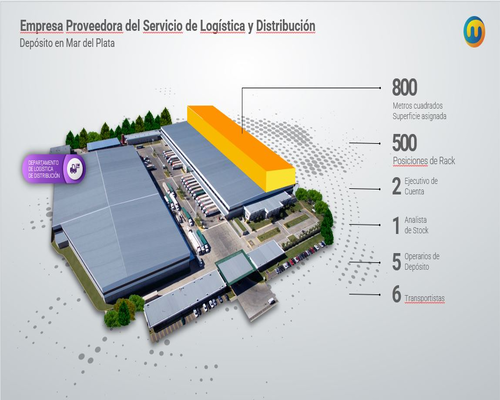 Empresa Proveedora del Servicio de Logística y Distribución
Depósito en Mar del Plata
DEPARTAMENTO
DE LOGÍSTICA
DE DISTRIBUCIÓN
800
Metros cuadrados
Superficie asignada
500
Posiciones de Rack
2 Ejecutivo de
Cuenta
1 Analista
de Stock
5 Operarios de
Depósito
6 Transportistas